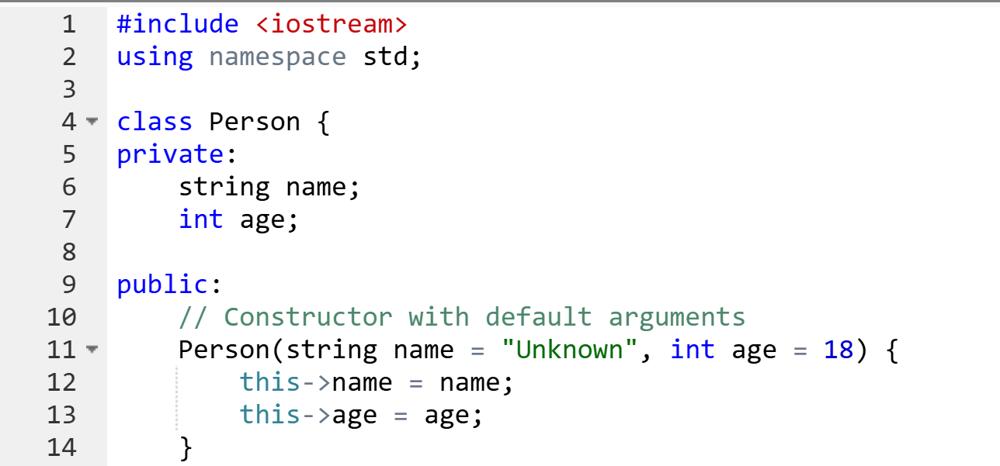 1 #include <iostream>
2 using namespace std;
3
4 class Person {
5 private:
6     string name;
7     int age;
8
9 public:
10     // Constructor with default arguments
11     Person(string name = "Unknown", int age = 18) {
12         this->name = name;
13         this->age = age;
14     }